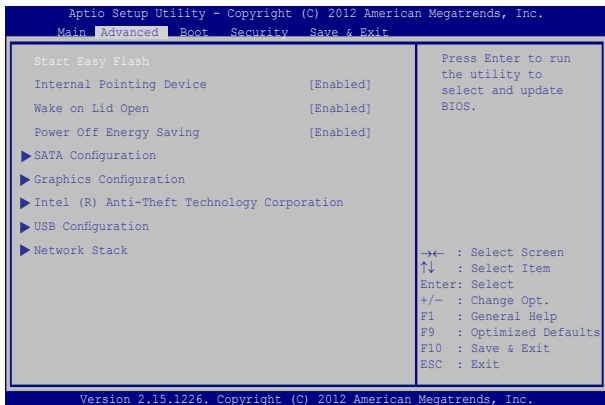 Aptio Setup Utility - Copyright (C) 2012 American Megatrends, Inc.
Main Advanced Boot Security Save & Exit
Start Easy Flash
Internal Pointing Device [Enabled]
Wake on Lid Open [Enabled]
Power Off Energy Saving [Enabled]
SATA Configuration
Graphics Configuration
Intel (R) Anti-Theft Technology Corporation
USB Configuration
Network Stack
Press Enter to run
the utility to
select and update
BIOS.
→← : Select Screen
↑↓ : Select Item
Enter: Select
+/— : Change Opt.
F1 : General Help
F9 : Optimized Defaults
F10 : Save & Exit
ESC : Exit
Version 2.15.1226. Copyright (C) 2012 American Megatrends, Inc.